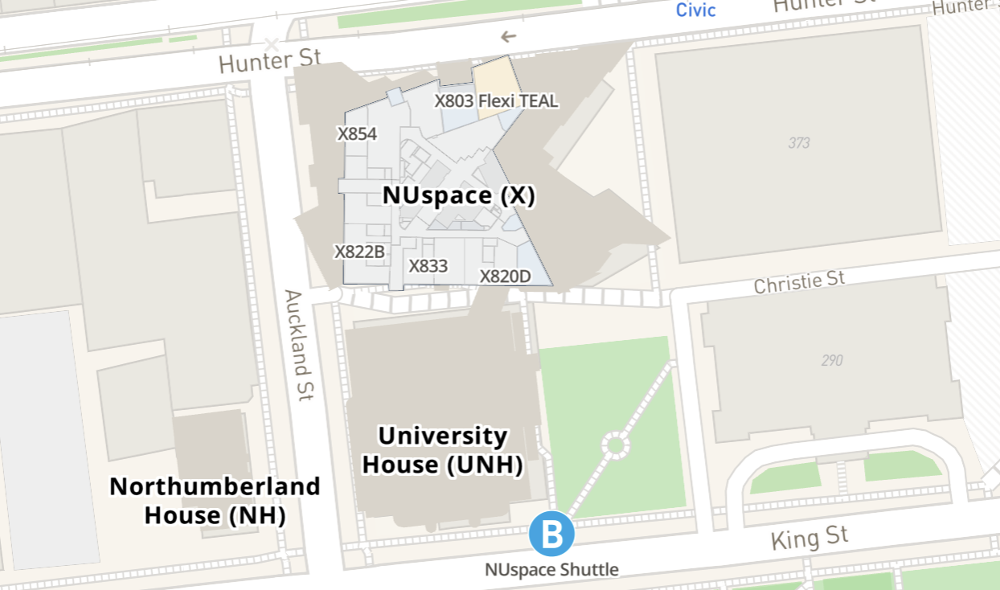 Civic
Hunter St
Hunter St
Hunter
X803 Flexi TEAL
X854
373
NUspace (X)
X822B
X833
X820D
Christie St
Auckland St
290
University
House (UNH)
Northumberland
House (NH)
B
King St
NUspace Shuttle